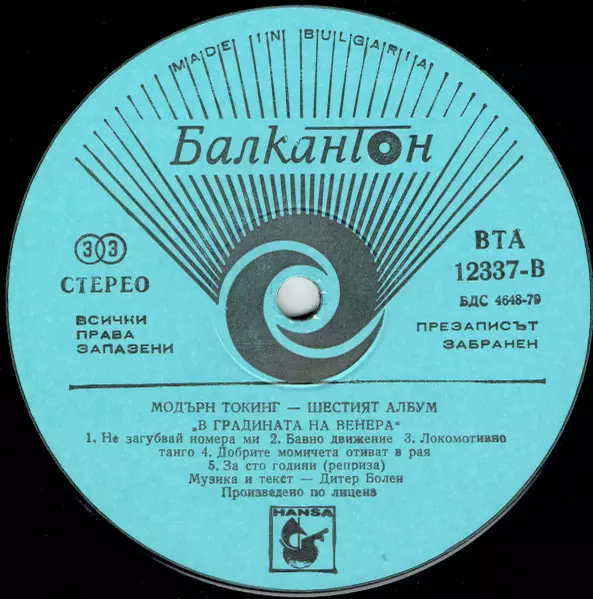 MADE IN BULGARIA
Балкантон
33
СТЕРЕО
ВТА
12337-В
БДС 4648-79
ВСИЧКИ
ПРАВА
ЗАПАЗЕНИ
ПРЕЗАПИСЪТ
ЗАБРАНЕН
МОДЪРН ТОКИНГ — ШЕСТИЯТ АЛБУМ
„В ГРАДИНАТА НА ВЕНЕРА“
1. Не загубвай номера ми 2. Бавно движение 3. Локомотивно
танго 4. Добрите момичета отиват в рая
5. За сто години (реприза)
Музика и текст — Дитер Болен
Произведено по лиценз
HANSA